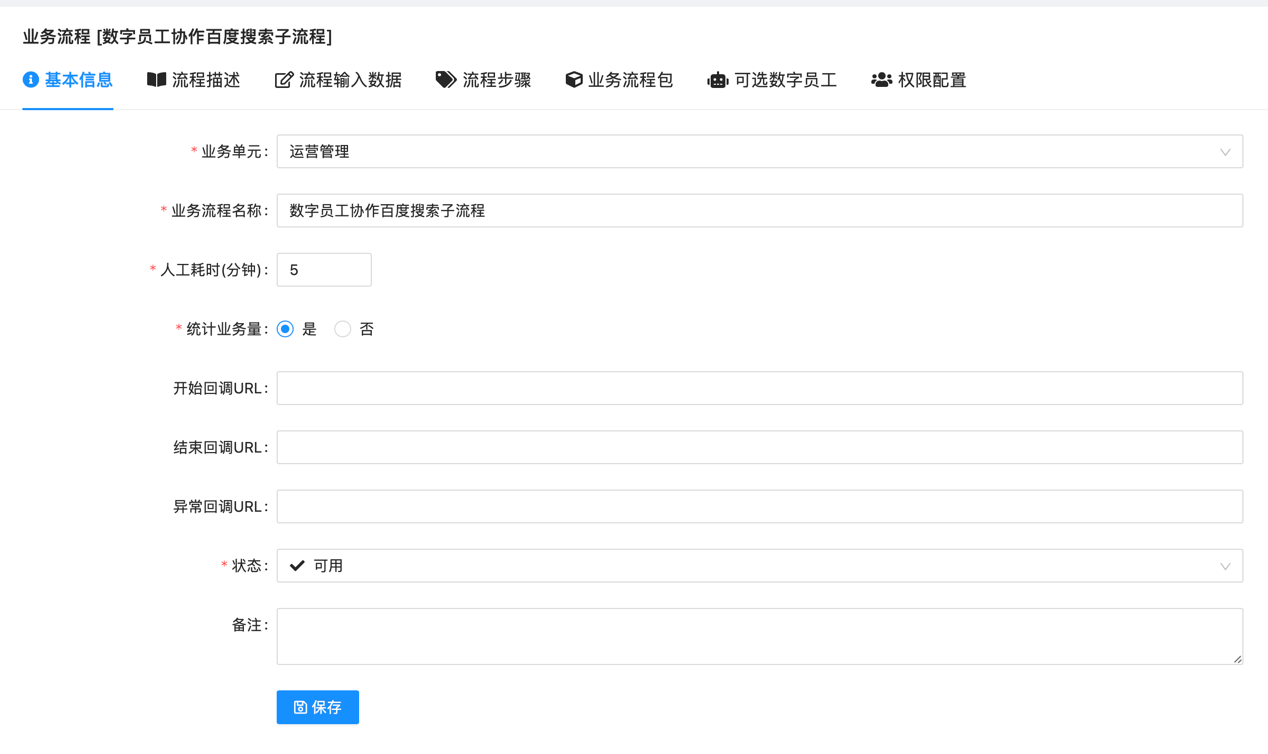 业务流程 [数字员工协作百度搜索子流程]
基本信息 流程描述 流程输入数据 流程步骤 业务流程包 可选数字员工 权限配置
* 业务单元: 运营管理
* 业务流程名称: 数字员工协作百度搜索子流程
* 人工耗时(分钟): 5
* 统计业务量: 是 否
开始回调URL:
结束回调URL:
异常回调URL:
* 状态: 可用
备注:
保存